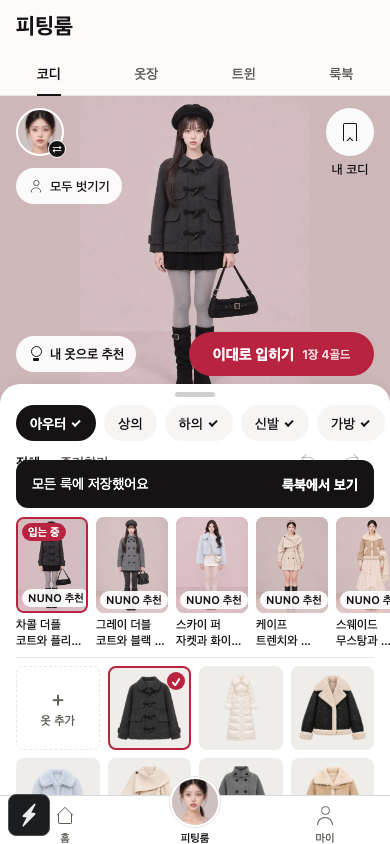 피팅룸
코디
옷장
트윈
룩북
내 코디
모두 벗기기
내 옷으로 추천
이대로 입히기 1장 4골드
아우터
상의
하의
신발
가방
모든 룩에 저장했어요
룩북에서 보기
입는 중
NUNO 추천
NUNO 추천
NUNO 추천
NUNO 추천
NUNO 추
차콜 더플
코트와 플리...
그레이 더블
코트와 블랙 ...
스카이 퍼
자켓과 화이...
케이프
트렌치와 ...
스웨이드
무스탕과 ...
옷 추가
홈
피팅룸
마이